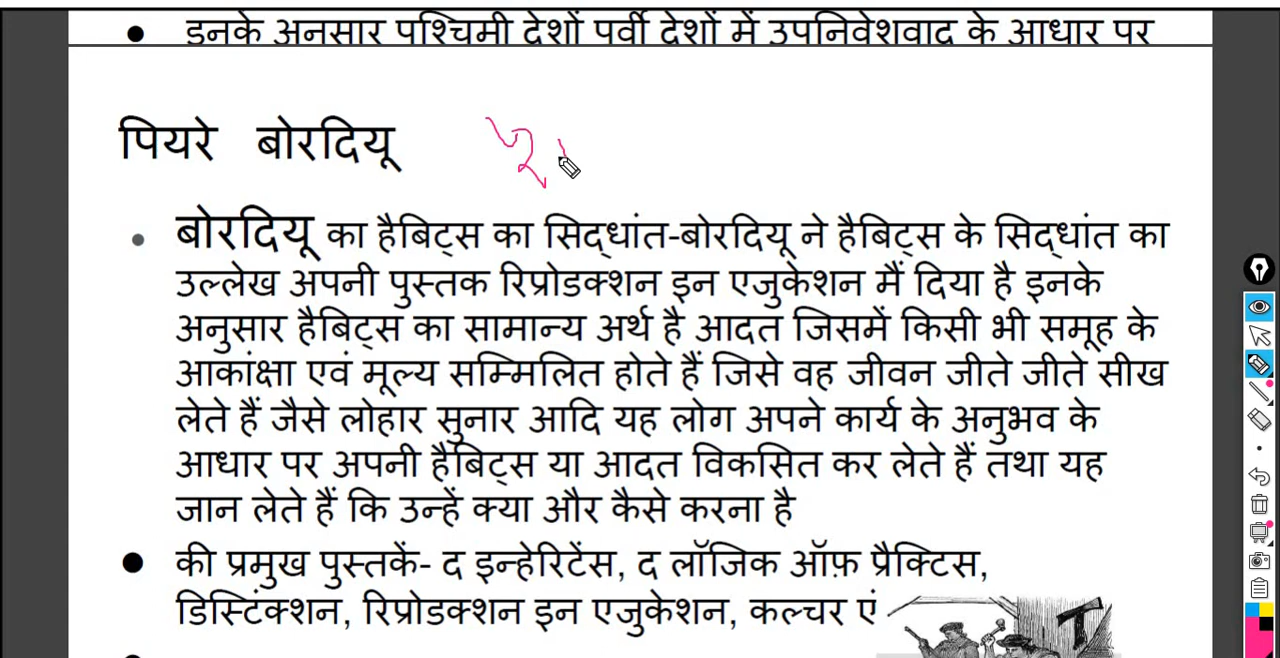 इनके अनुसार पश्चिमी देशों पूर्वी देशों में उपनिवेशवाद के आधार पर
पियरे बोरदियू
बोरदियू का हैबिट्स का सिद्धांत-बोरदियू ने हैबिट्स के सिद्धांत का
उल्लेख अपनी पुस्तक रिप्रोडक्शन इन एजुकेशन मैं दिया है इनके
अनुसार हैबिट्स का सामान्य अर्थ है आदत जिसमें किसी भी समूह के
आकांक्षा एवं मूल्य सम्मिलित होते हैं जिसे वह जीवन जीते जीते सीख
लेते हैं जैसे लोहार सुनार आदि यह लोग अपने कार्य के अनुभव के
आधार पर अपनी हैबिट्स या आदत विकसित कर लेते हैं तथा यह
जान लेते हैं कि उन्हें क्या और कैसे करना है
की प्रमुख पुस्तकें- द इन्हेरिटेंस, द लॉजिक ऑफ़ प्रैक्टिस,
डिस्टिंक्शन, रिप्रोडक्शन इन एजुकेशन, कल्चर एं